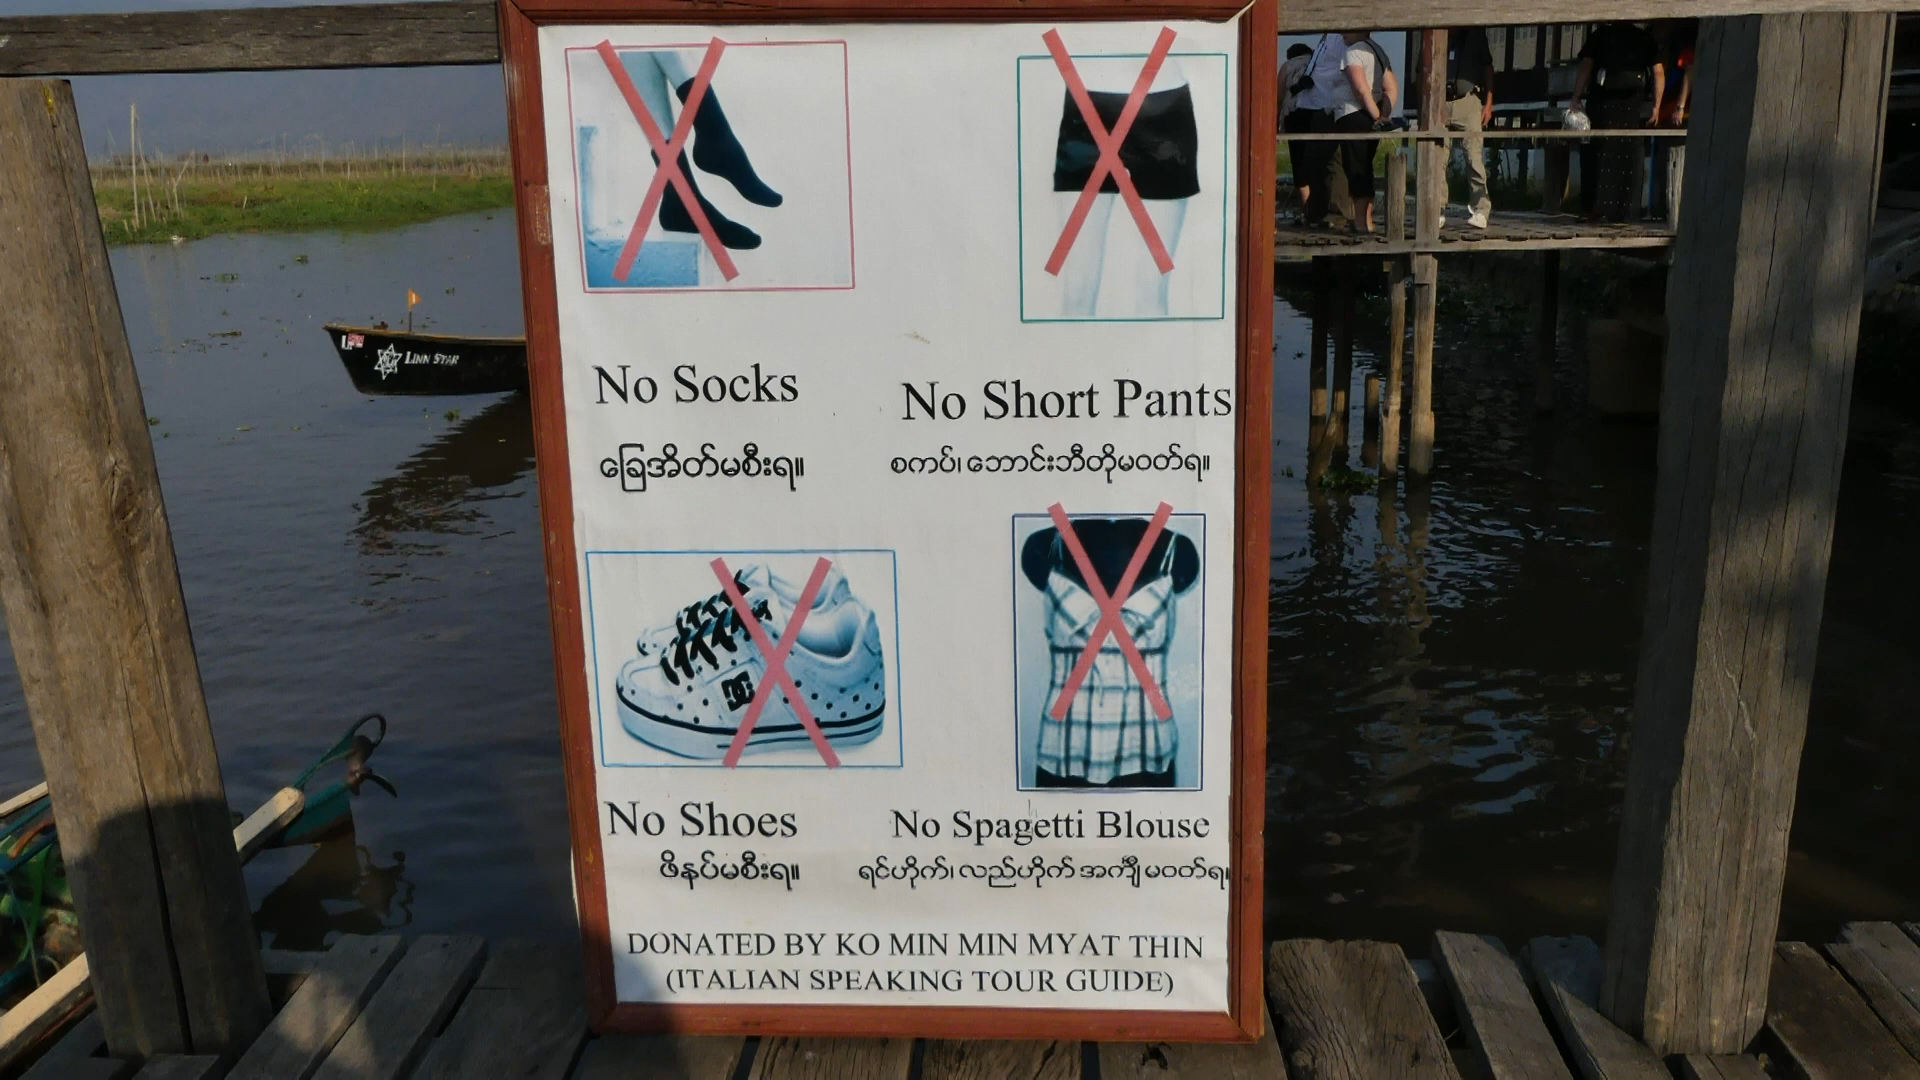 No Socks
ခြေအိတ်မစီးရ။
No Short Pants
စကပ်၊ ဘောင်းဘီတိုမဝတ်ရ။
No Shoes
ဖိနပ်မစီးရ။
No Spagetti Blouse
ရင်ဟိုက်၊ လည်ဟိုက် အင်္ကျီ မဝတ်ရ။
DONATED BY KO MIN MIN MYAT THIN
(ITALIAN SPEAKING TOUR GUIDE)
LINN STAR
DC